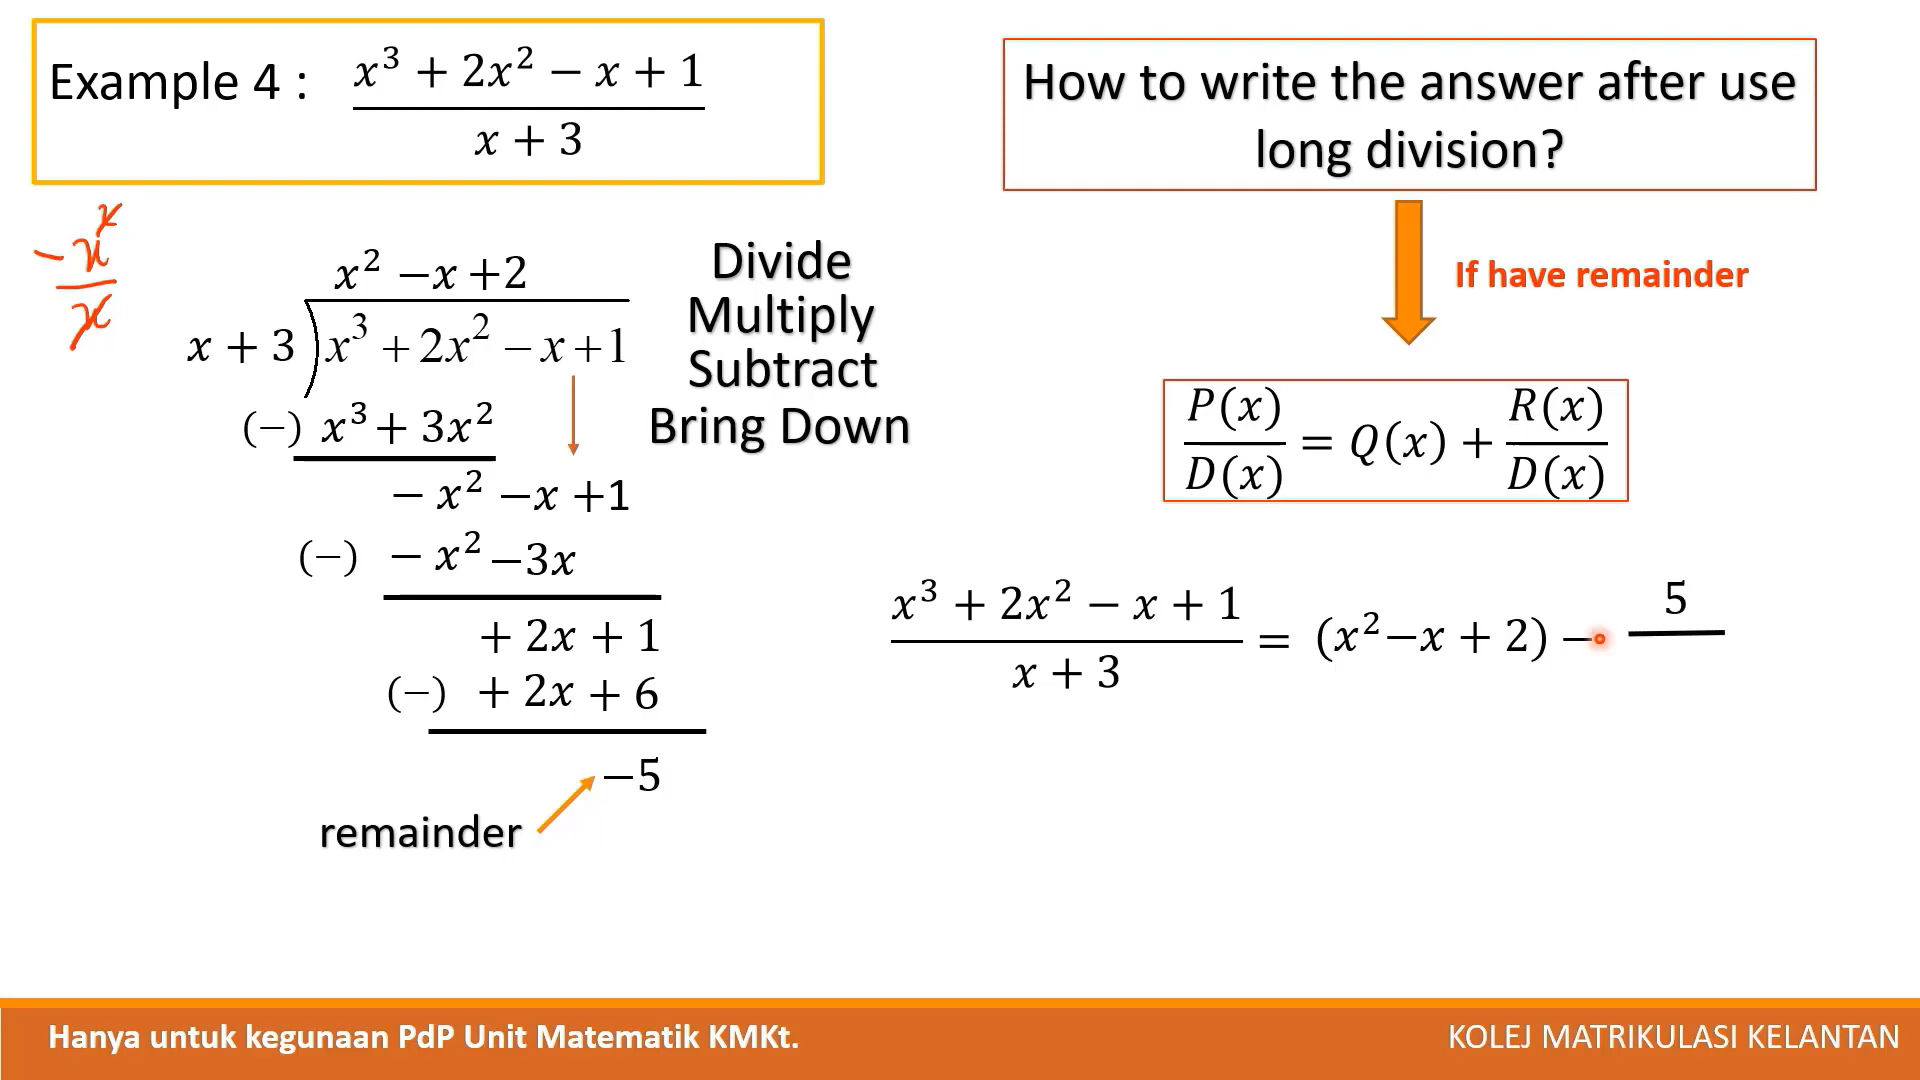 Example 4 : (x³ + 2x² − x + 1)/(x + 3)
−x²/x
x² −x +2
x + 3 ) x³ + 2x² − x + 1
(−) x³ + 3x²
− x² −x +1
(−) − x² −3x
+ 2x + 1
(−) + 2x + 6
−5
remainder
Divide
Multiply
Subtract
Bring Down
How to write the answer after use
long division?
If have remainder
P(x)/D(x) = Q(x) + R(x)/D(x)
(x³ + 2x² − x + 1)/(x + 3) = (x²−x + 2) − 5/
Hanya untuk kegunaan PdP Unit Matematik KMKt.
KOLEJ MATRIKULASI KELANTAN